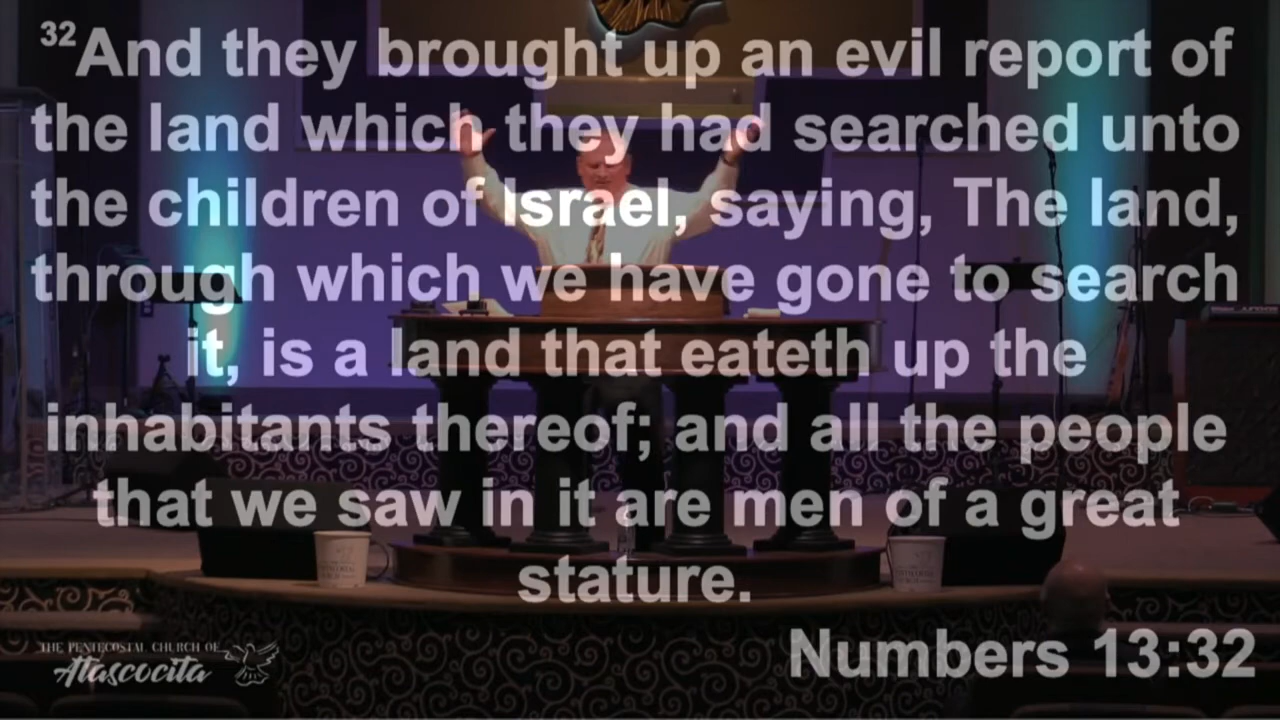 32And they brought up an evil report of
the land which they had searched unto
the children of Israel, saying, The land,
through which we have gone to search
it, is a land that eateth up the
inhabitants thereof; and all the people
that we saw in it are men of a great
stature.
Numbers 13:32
THE PENTECOSTAL CHURCH OF
Atascocita